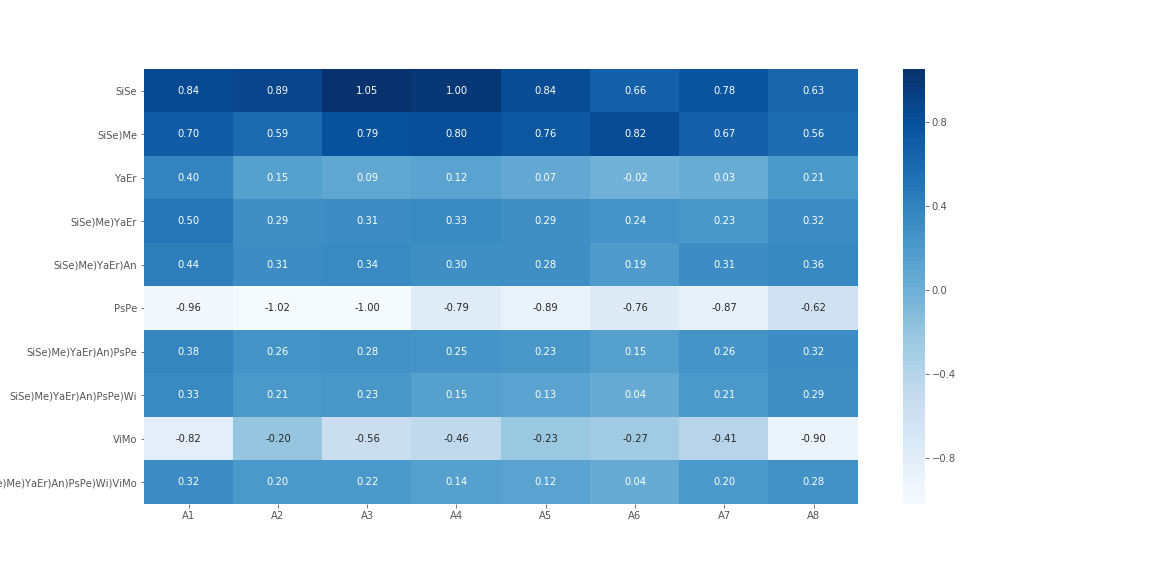 SiSe 0.84 0.89 1.05 1.00 0.84 0.66 0.78 0.63
SiSe)Me 0.70 0.59 0.79 0.80 0.76 0.82 0.67 0.56
YaEr 0.40 0.15 0.09 0.12 0.07 -0.02 0.03 0.21
SiSe)Me)YaEr 0.50 0.29 0.31 0.33 0.29 0.24 0.23 0.32
SiSe)Me)YaEr)An 0.44 0.31 0.34 0.30 0.28 0.19 0.31 0.36
PsPe -0.96 -1.02 -1.00 -0.79 -0.89 -0.76 -0.87 -0.62
SiSe)Me)YaEr)An)PsPe 0.38 0.26 0.28 0.25 0.23 0.15 0.26 0.32
SiSe)Me)YaEr)An)PsPe)Wi 0.33 0.21 0.23 0.15 0.13 0.04 0.21 0.29
ViMo -0.82 -0.20 -0.56 -0.46 -0.23 -0.27 -0.41 -0.90
e)Me)YaEr)An)PsPe)Wi)ViMo 0.32 0.20 0.22 0.14 0.12 0.04 0.20 0.28
A1 A2 A3 A4 A5 A6 A7 A8
0.8
0.4
0.0
−0.4
−0.8